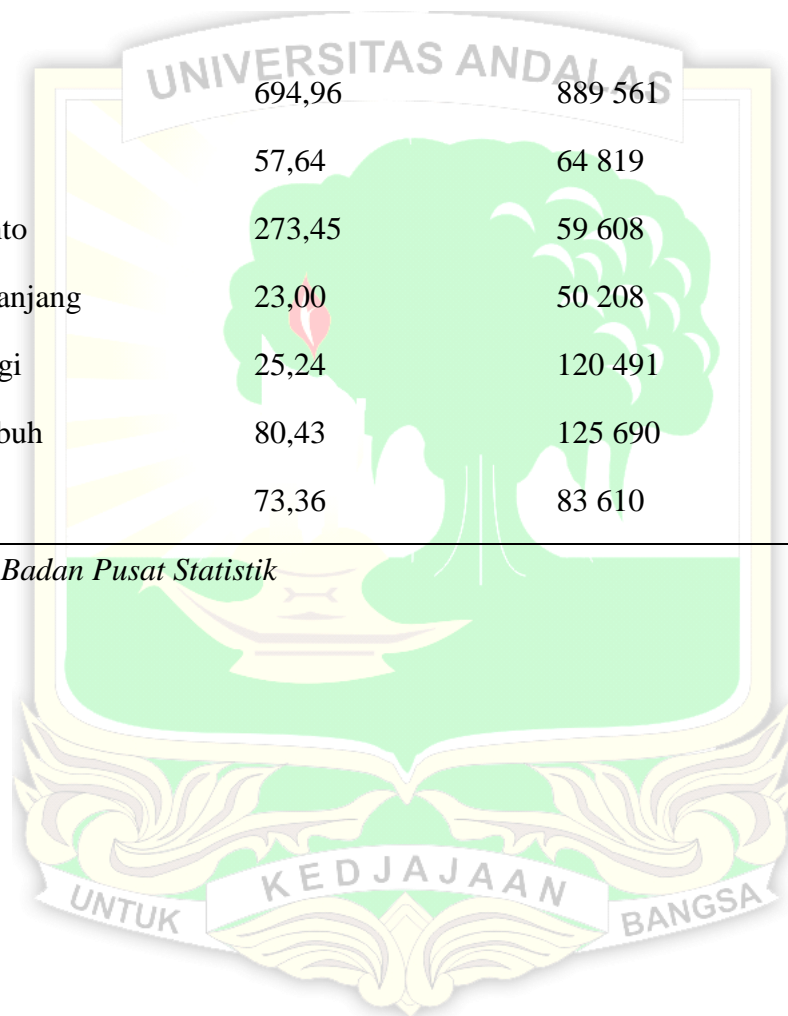 UNIVERSITAS ANDALAS
694,96 889 561
57,64 64 819
nto 273,45 59 608
anjang 23,00 50 208
gi 25,24 120 491
buh 80,43 125 690
73,36 83 610
Badan Pusat Statistik
UNTUK KEDJAJAAN BANGSA